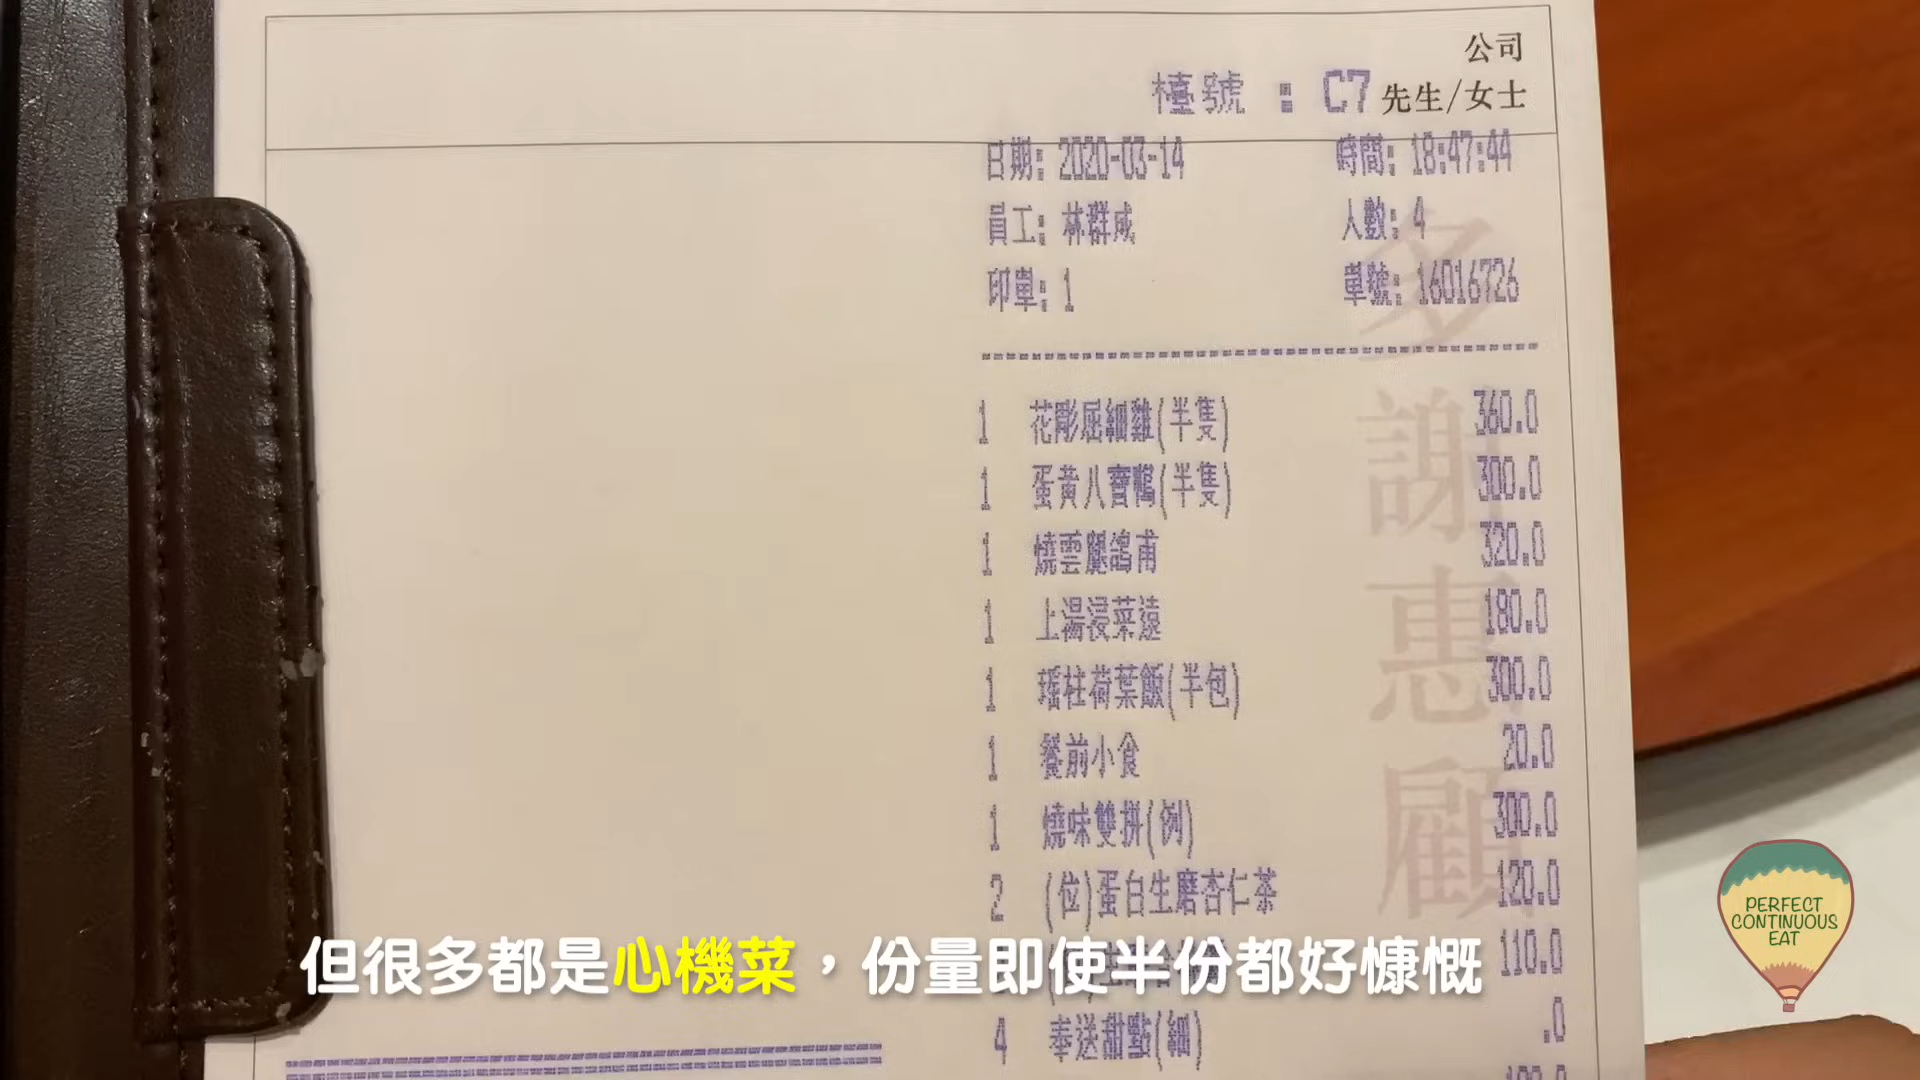 公司
檯號 : C7 先生/女士
日期: 2020-03-14 時間: 18:47:44
員工: 林群成 人數: 4
印單: 1 單號: 16016726
1 花彫屈細雞(半隻) 360.0
1 蛋黃八寶鴨(半隻) 300.0
1 燒雲腿鴿甫 320.0
1 上湯浸菜遠 180.0
1 瑤柱荷葉飯(半包) 300.0
1 餐前小食 20.0
1 燒味雙拼(例) 300.0
2 (位)蛋白生磨杏仁茶 120.0
110.0
4 奉送甜點(細) .0
多謝惠顧
但很多都是心機菜，份量即使半份都好慷慨
PERFECT
CONTINUOUS
EAT